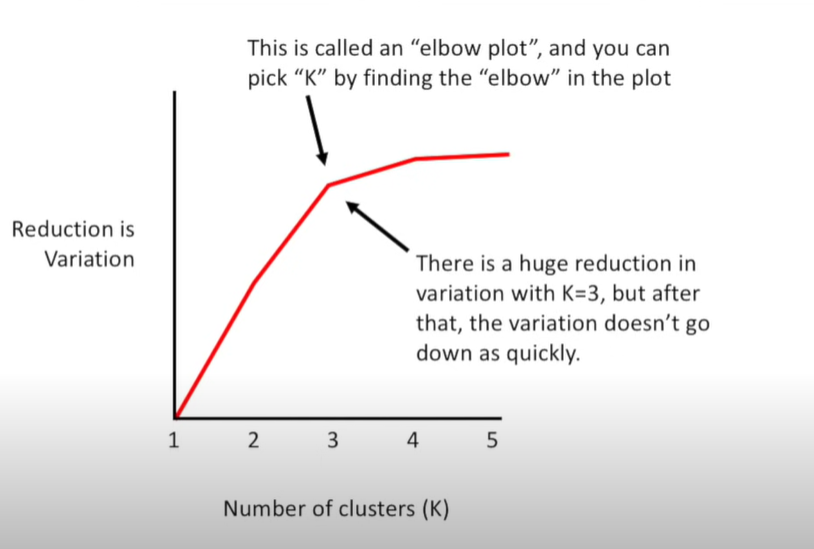 This is called an “elbow plot”, and you can
pick “K” by finding the “elbow” in the plot
Reduction is
Variation
There is a huge reduction in
variation with K=3, but after
that, the variation doesn’t go
down as quickly.
1 2 3 4 5
Number of clusters (K)